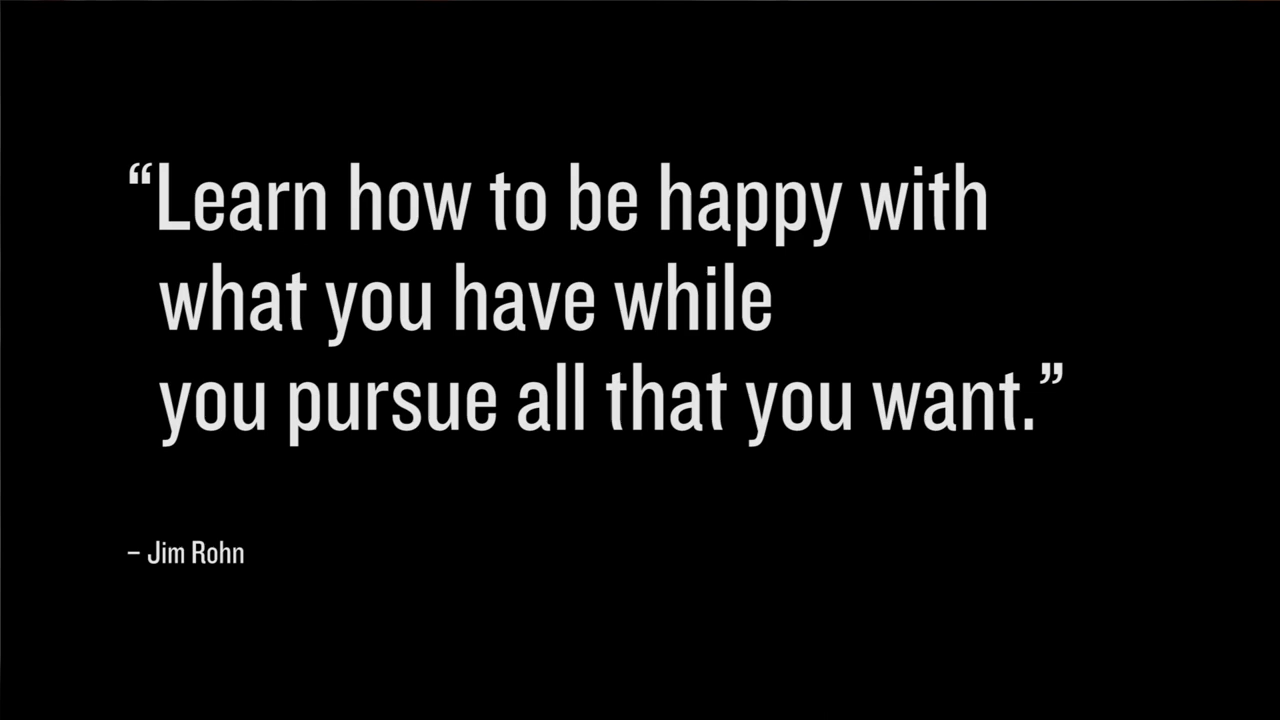 “Learn how to be happy with
what you have while
you pursue all that you want.”
– Jim Rohn